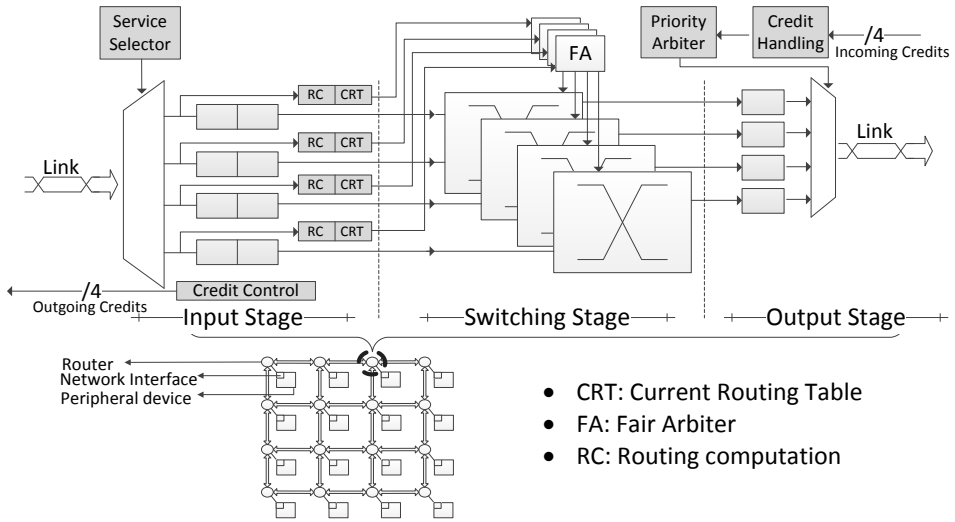 Service
Selector
FA
Priority
Arbiter
Credit
Handling
/4
Incoming Credits
RC CRT
RC CRT
RC CRT
RC CRT
Link
Link
/4
Outgoing Credits
Credit Control
Input Stage
Switching Stage
Output Stage
Router
Network Interface
Peripheral device
• CRT: Current Routing Table
• FA: Fair Arbiter
• RC: Routing computation